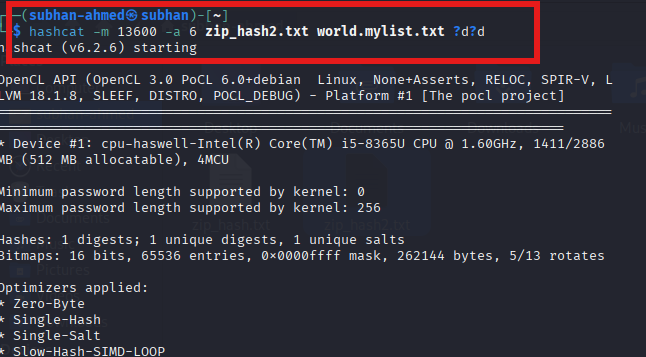 (subhan-ahmed㉿subhan)-[~]
$ hashcat -m 13600 -a 6 zip_hash2.txt world.mylist.txt ?d?d
hashcat (v6.2.6) starting
OpenCL API (OpenCL 3.0 PoCL 6.0+debian Linux, None+Asserts, RELOC, SPIR-V, L
LVM 18.1.8, SLEEF, DISTRO, POCL_DEBUG) - Platform #1 [The pocl project]
* Device #1: cpu-haswell-Intel(R) Core(TM) i5-8365U CPU @ 1.60GHz, 1411/2886
MB (512 MB allocatable), 4MCU
Minimum password length supported by kernel: 0
Maximum password length supported by kernel: 256
Hashes: 1 digests; 1 unique digests, 1 unique salts
Bitmaps: 16 bits, 65536 entries, 0x0000ffff mask, 262144 bytes, 5/13 rotates
Optimizers applied:
* Zero-Byte
* Single-Hash
* Single-Salt
* Slow-Hash-SIMD-LOOP